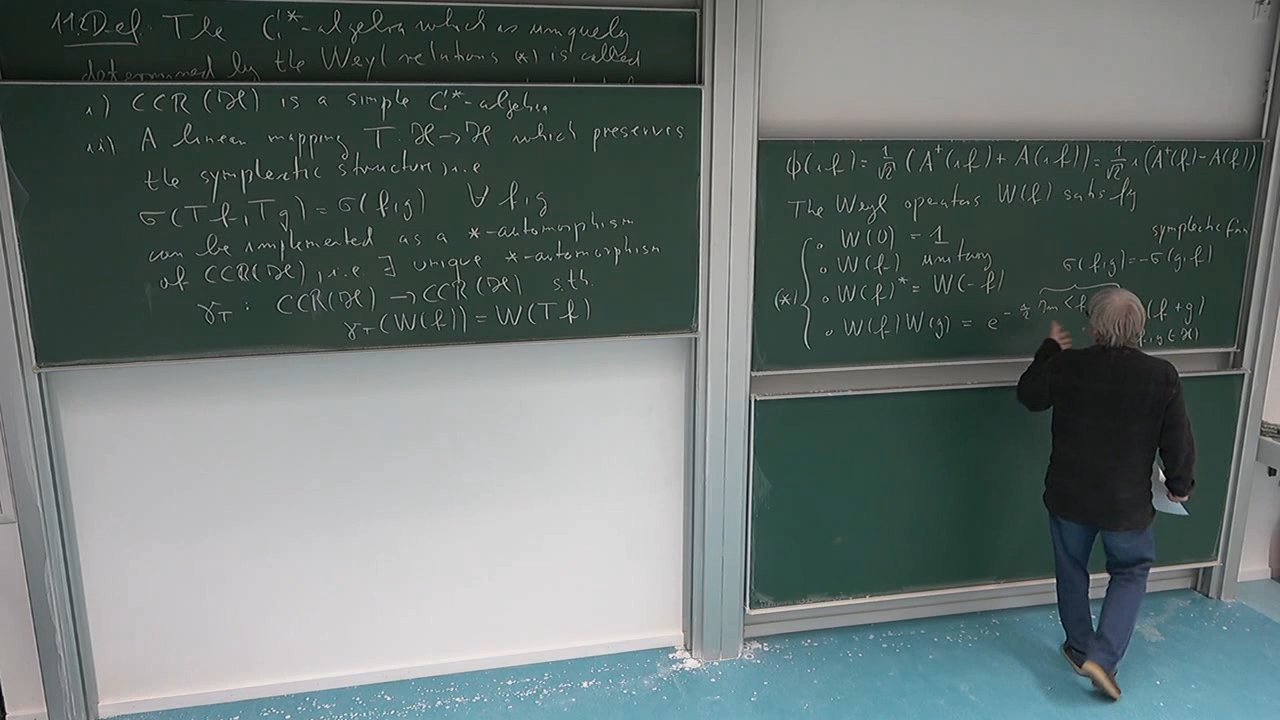 11. Def. The C*-algebra which is uniquely
determined by the Weyl relations (*) is called
i) CCR(ℋ) is a simple C*-algebra
ii) A linear mapping T: ℋ → ℋ which preserves
the symplectic structure, i.e
σ(Tf, Tg) = σ(f,g) ∀ f,g
can be implemented as a *-automorphism
of CCR(ℋ), i.e ∃ unique *-automorphism
γ_T : CCR(ℋ) → CCR(ℋ) s.th.
γ_T(W(f)) = W(Tf)
ϕ(if) = 1/√2 (A⁺(if) + A(if)) = 1/√2 i (A⁺(f) - A(f))
The Weyl operators W(f) satisfy
symplectic form
∘ W(0) = 1
∘ W(f) unitary σ(f,g) = -σ(g,f)
(*) ∘ W(f)* = W(-f)
∘ W(f) W(g) = e (f+g)